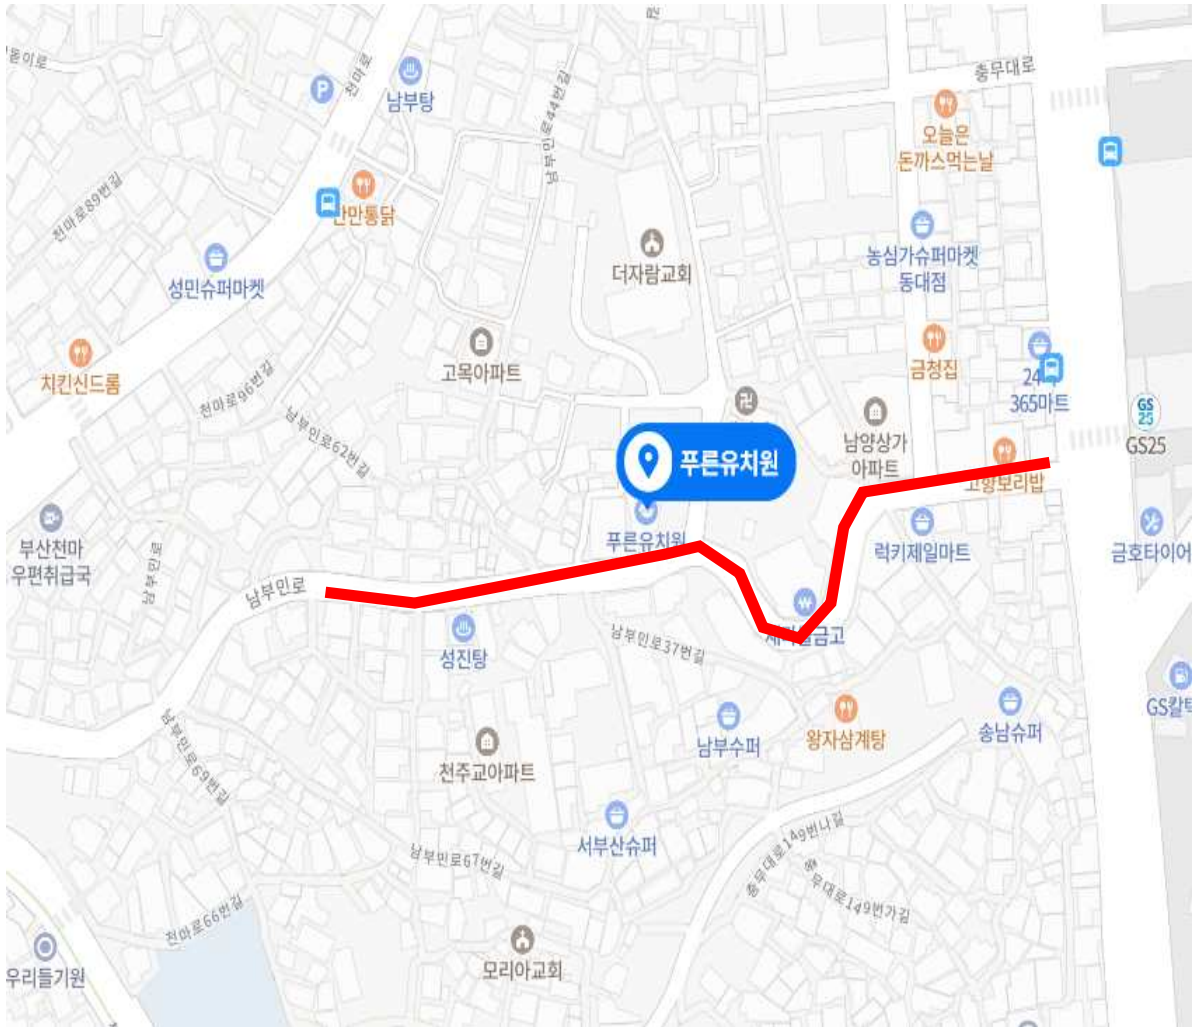 천마로
남부탕
남부민로44번길
충무대로
오늘은
돈까스먹는날
천마로89번길
안만통닭
더자람교회
농심가슈퍼마켓
동대점
성민슈퍼마켓
고목아파트
금청집
치킨신드롬
천마로96번길
남부민로62번길
365마트
GS
25
GS25
남양상가
아파트
푸른유치원
고향보리밥
부산천마
우편취급국
푸른유치원
럭키제일마트
금호타이어
남부민로
남부민로
성진탕
새마을금고
남부민로37번길
GS칼텍
남부민로69번길
남부수퍼
왕자삼계탕
송남슈퍼
천주교아파트
서부산슈퍼
남부민로67번길
충무대로149번나길
충무대로149번가길
천마로66번길
우리들기원
모리아교회